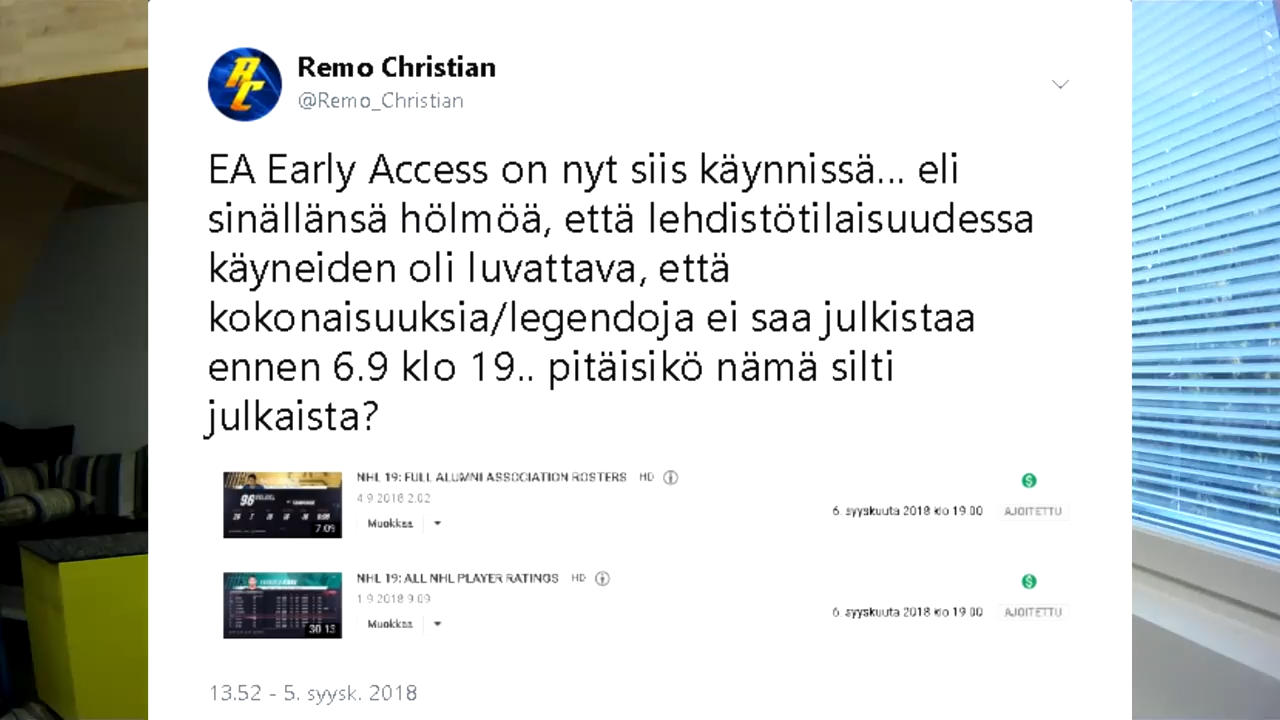 Remo Christian
@Remo_Christian
EA Early Access on nyt siis käynnissä... eli
sinällänsä hölmöä, että lehdistötilaisuudessa
käyneiden oli luvattava, että
kokonaisuuksia/legendoja ei saa julkistaa
ennen 6.9 klo 19.. pitäisikö nämä silti
julkaista?
NHL 19: FULL ALUMNI ASSOCIATION ROSTERS HD
4.9.2018 2.02
Muokkaa
7.09
6. syyskuuta 2018 klo 19.00 AJOITETTU
NHL 19: ALL NHL PLAYER RATINGS HD
1.9.2018 9.09
Muokkaa
30.13
6. syyskuuta 2018 klo 19.00 AJOITETTU
13.52 - 5. syysk. 2018